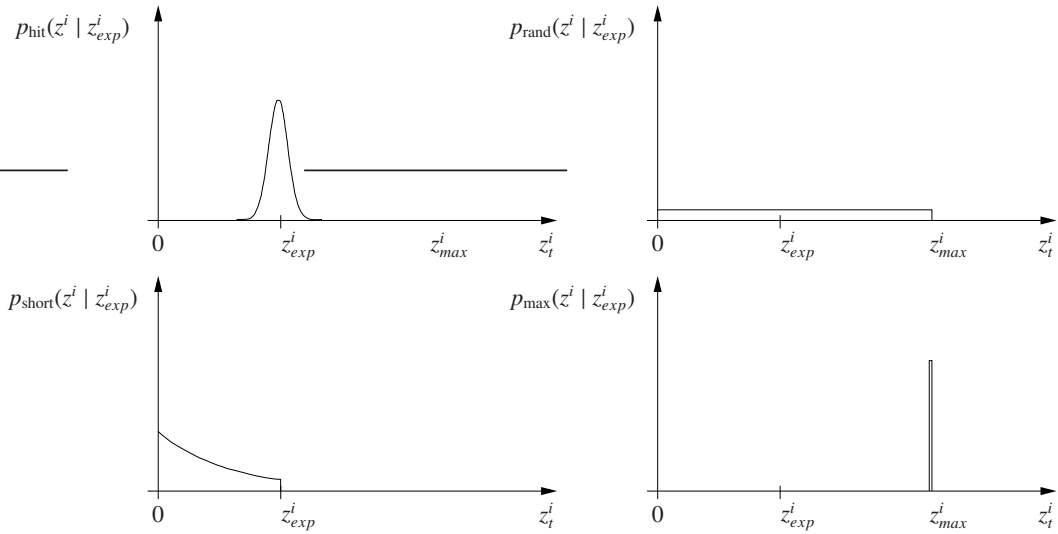 p_hit(z^i | z^i_exp)
p_rand(z^i | z^i_exp)
0 z^i_exp z^i_max z^i_t
0 z^i_exp z^i_max z^i_t
p_short(z^i | z^i_exp)
p_max(z^i | z^i_exp)
0 z^i_exp z^i_t
0 z^i_exp z^i_max z^i_t